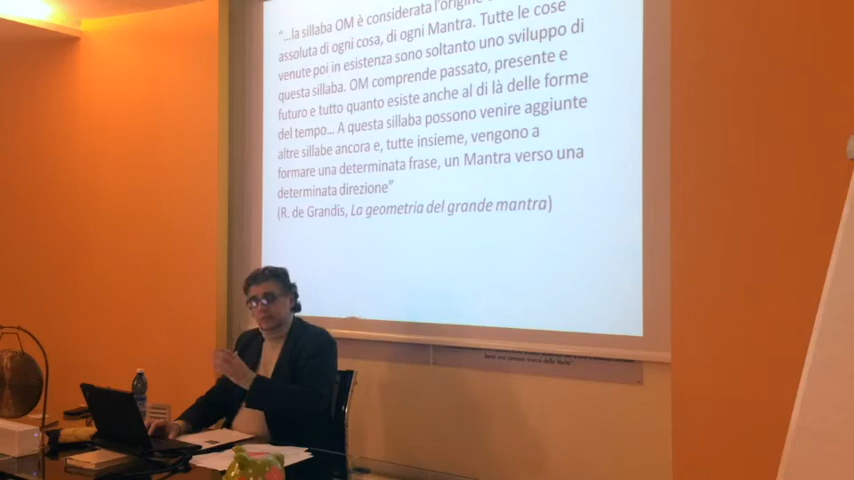 "...la sillaba OM è considerata l'origine
assoluta di ogni cosa, di ogni Mantra. Tutte le cose
venute poi in esistenza sono soltanto uno sviluppo di
questa sillaba. OM comprende passato, presente e
futuro e tutto quanto esiste anche al di là delle forme
del tempo... A questa sillaba possono venire aggiunte
altre sillabe ancora e, tutte insieme, vengono a
formare una determinata frase, un Mantra verso una
determinata direzione"
(R. de Grandis, La geometria del grande mantra)